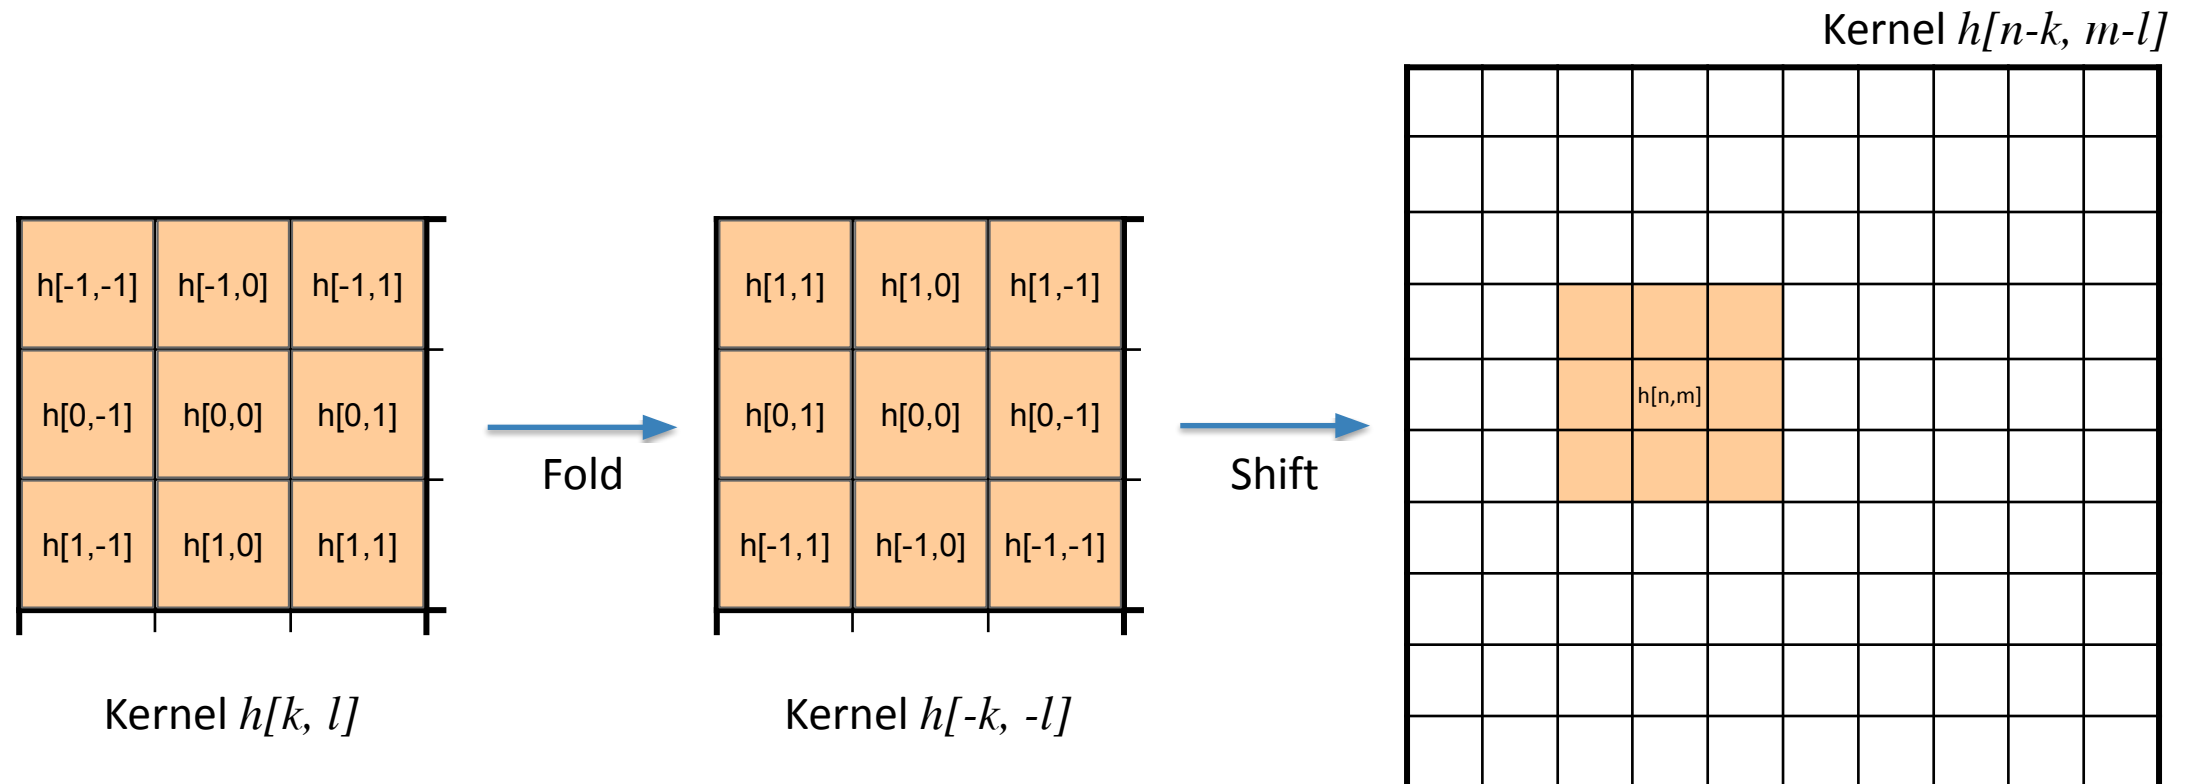 Kernel h[n-k, m-l]
h[-1,-1] h[-1,0] h[-1,1]
h[0,-1] h[0,0] h[0,1]
h[1,-1] h[1,0] h[1,1]
Kernel h[k, l]
Fold
h[1,1] h[1,0] h[1,-1]
h[0,1] h[0,0] h[0,-1]
h[-1,1] h[-1,0] h[-1,-1]
Kernel h[-k, -l]
Shift
h[n,m]